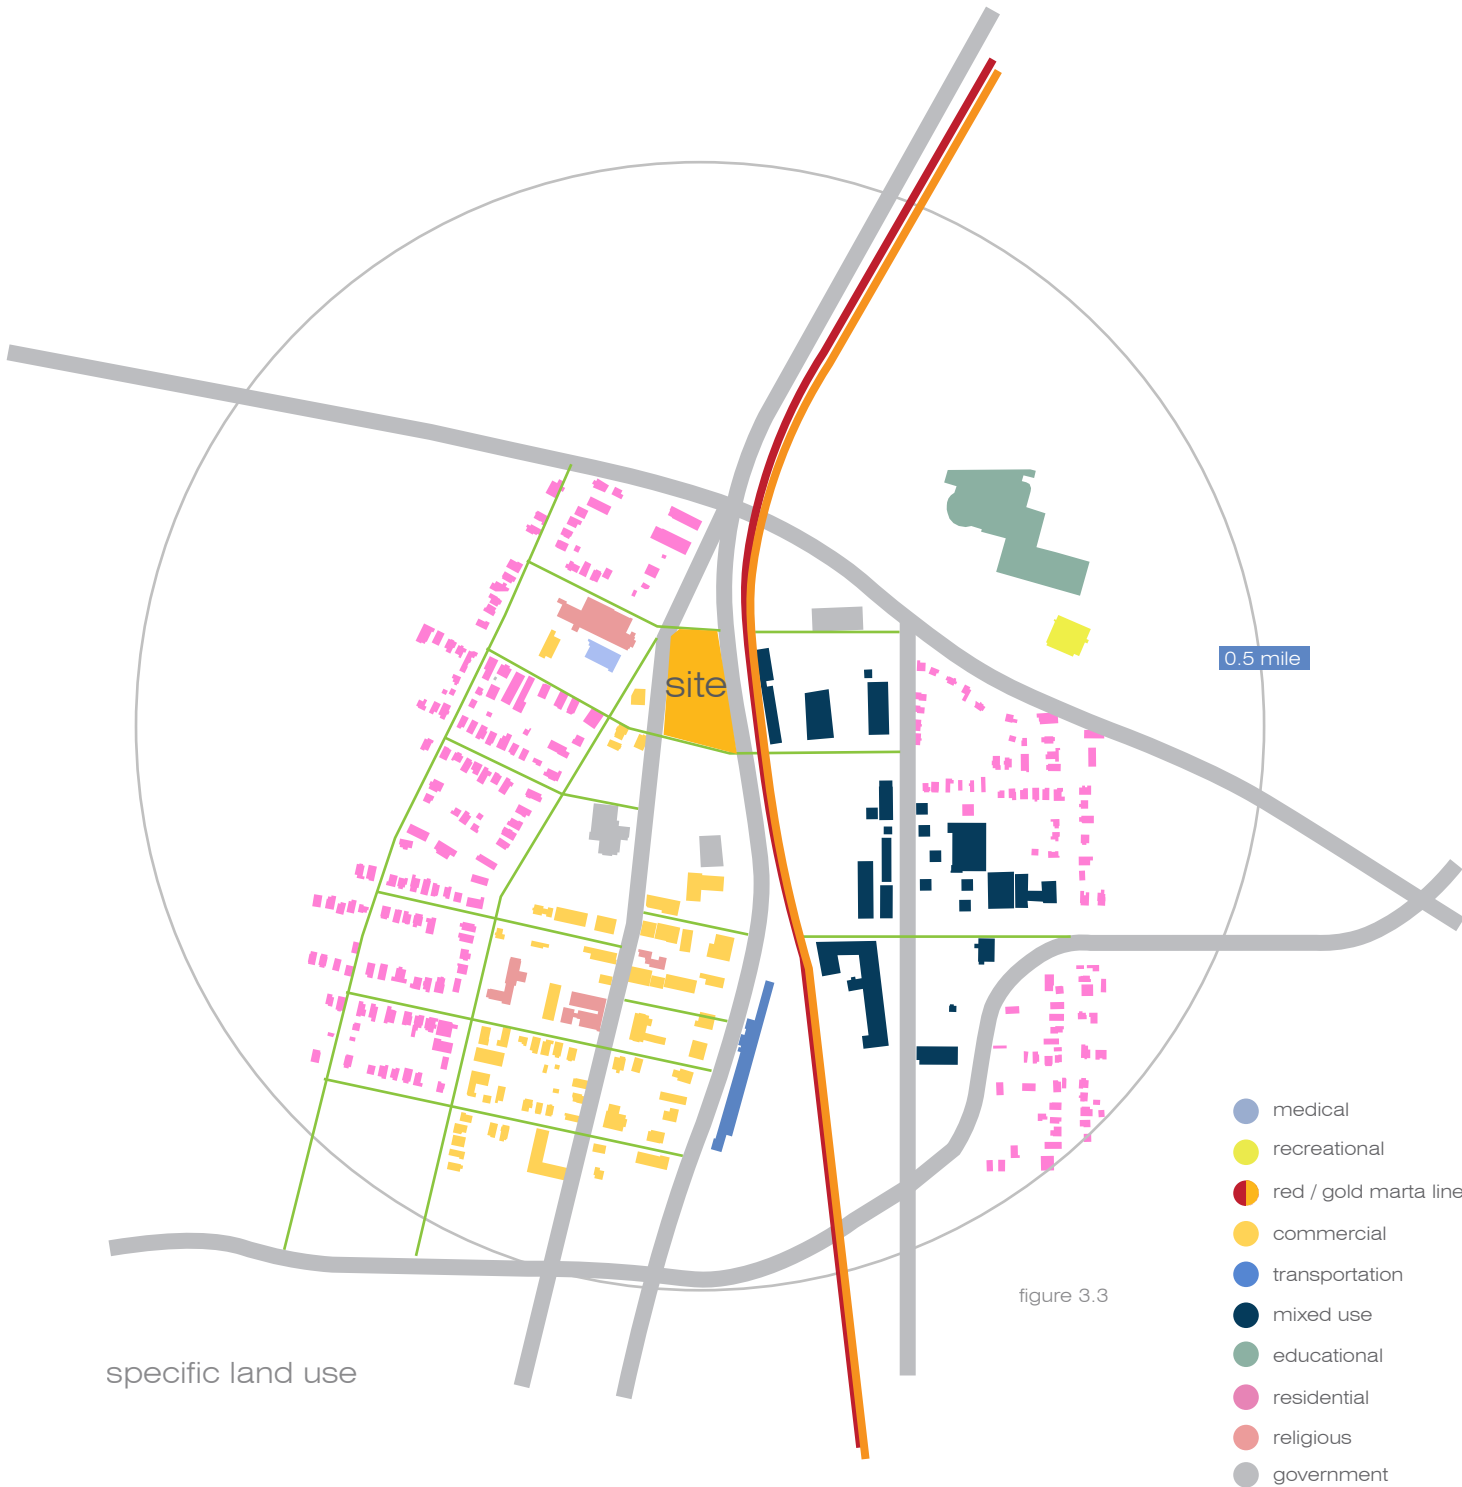 site
0.5 mile
medical
recreational
red / gold marta line
commercial
transportation
mixed use
figure 3.3
educational
specific land use
residential
religious
government